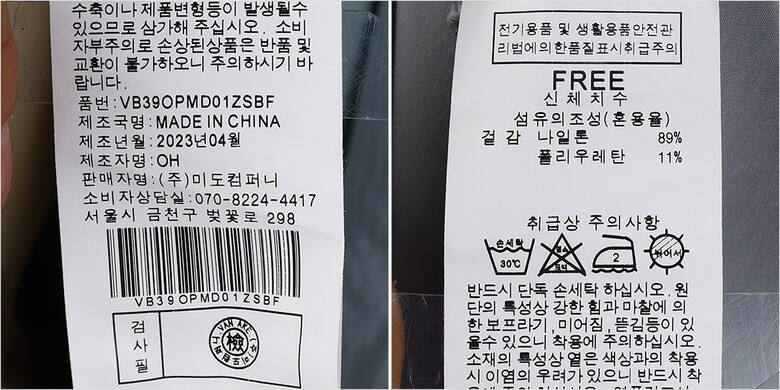 수축이나 제품변형등이 발생될수
있으므로 삼가해 주십시오. 소비
자부주의로 손상된상품은 반품 및
교환이 불가하오니 주의하시기 바
랍니다.
품번:VB39OPMD01ZSBF
제조국명:MADE IN CHINA
제조년월:2023년04월
제조자명:OH
판매자명:(주)미도컴퍼니
소비자상담실:070-8224-4417
서울시 금천구 벚꽃로 298
VB39OPMD01ZSBF
검
사
필
VAN
檢
전기용품 및 생활용품안전관
리법에의한품질표시취급주의
FREE
신체치수
섬유의조성(혼용율)
겉감 나일론 89%
폴리우레탄 11%
취급상 주의사항
손세탁
30℃
2
뉘어서
반드시 단독 손세탁 하십시오. 원
단의 특성상 강한 힘과 마찰에 의
한 보프라기, 미어짐, 뜯김등이 있
을수 있으니 착용에 주의하십시오.
소재의 특성상 옅은 색상과의 착용
시 이염의 우려가 있으니 반드시 착